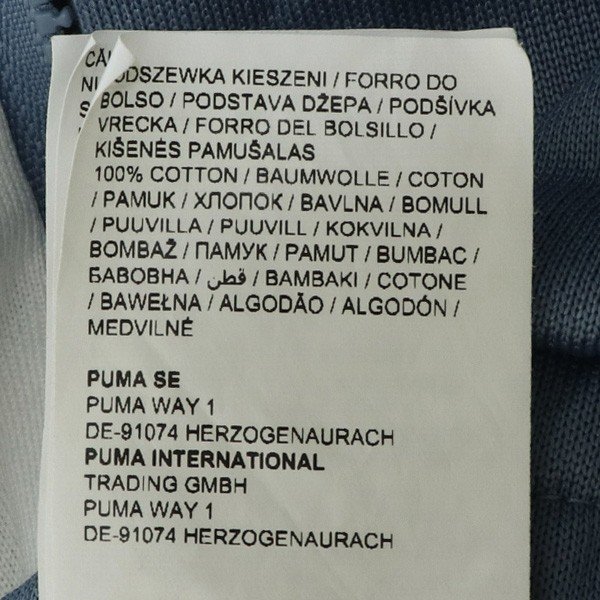 KIESZENI / FORRO DO
BOLSO / PODSTAVA DŽEPA / PODŠÍVKA
VRECKA / FORRO DEL BOLSILLO /
KIŠENĖS PAMUŠALAS
100% COTTON / BAUMWOLLE / COTON
/ PAMUK / ХЛОПОК / BAVLNA / BOMULL
/ PUUVILLA / PUUVILL / KOKVILNA /
BOMBAŽ / ПАМУК / PAMUT / BUMBAC /
БАВОВНА / قطن / BAMBAKI / COTONE
/ BAWEŁNA / ALGODÃO / ALGODÓN /
MEDVILNĖ
PUMA SE
PUMA WAY 1
DE-91074 HERZOGENAURACH
PUMA INTERNATIONAL
TRADING GMBH
PUMA WAY 1
DE-91074 HERZOGENAURACH